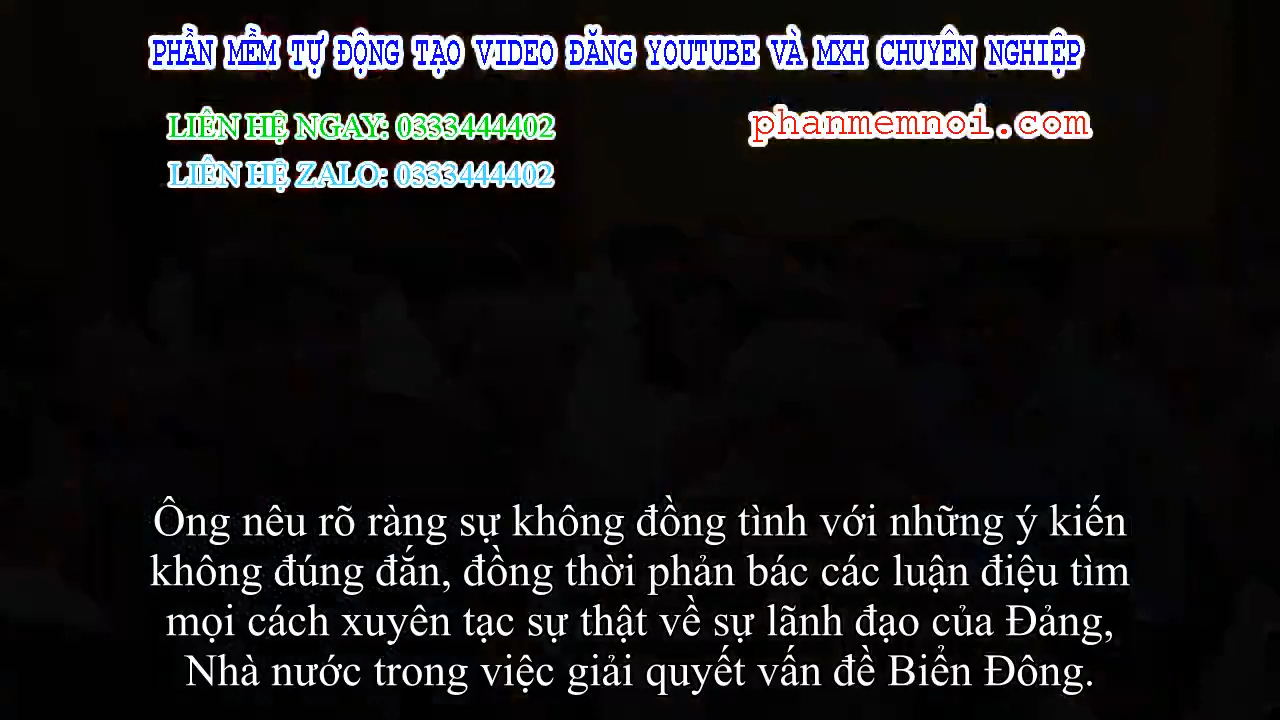 PHẦN MỀM TỰ ĐỘNG TẠO VIDEO ĐĂNG YOUTUBE VÀ MXH CHUYÊN NGHIỆP
LIÊN HỆ NGAY: 0333444402
phanmemnoi.com
LIÊN HỆ ZALO: 0333444402
Ông nêu rõ ràng sự không đồng tình với những ý kiến
không đúng đắn, đồng thời phản bác các luận điệu tìm
mọi cách xuyên tạc sự thật về sự lãnh đạo của Đảng,
Nhà nước trong việc giải quyết vấn đề Biển Đông.